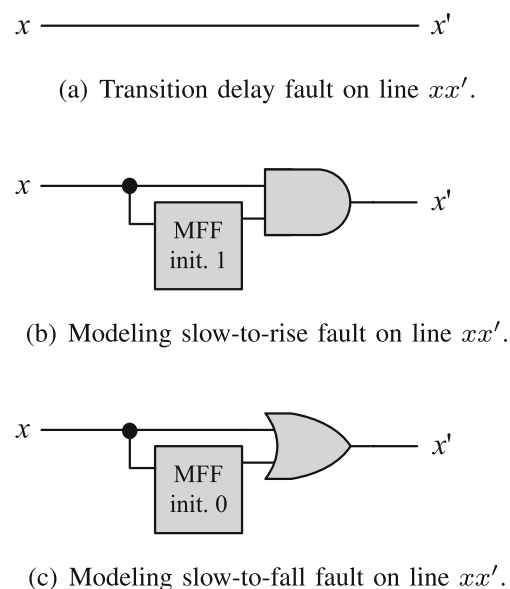 x x'
(a) Transition delay fault on line xx′.
x MFF init. 1 x'
(b) Modeling slow-to-rise fault on line xx′.
x MFF init. 0 x'
(c) Modeling slow-to-fall fault on line xx′.